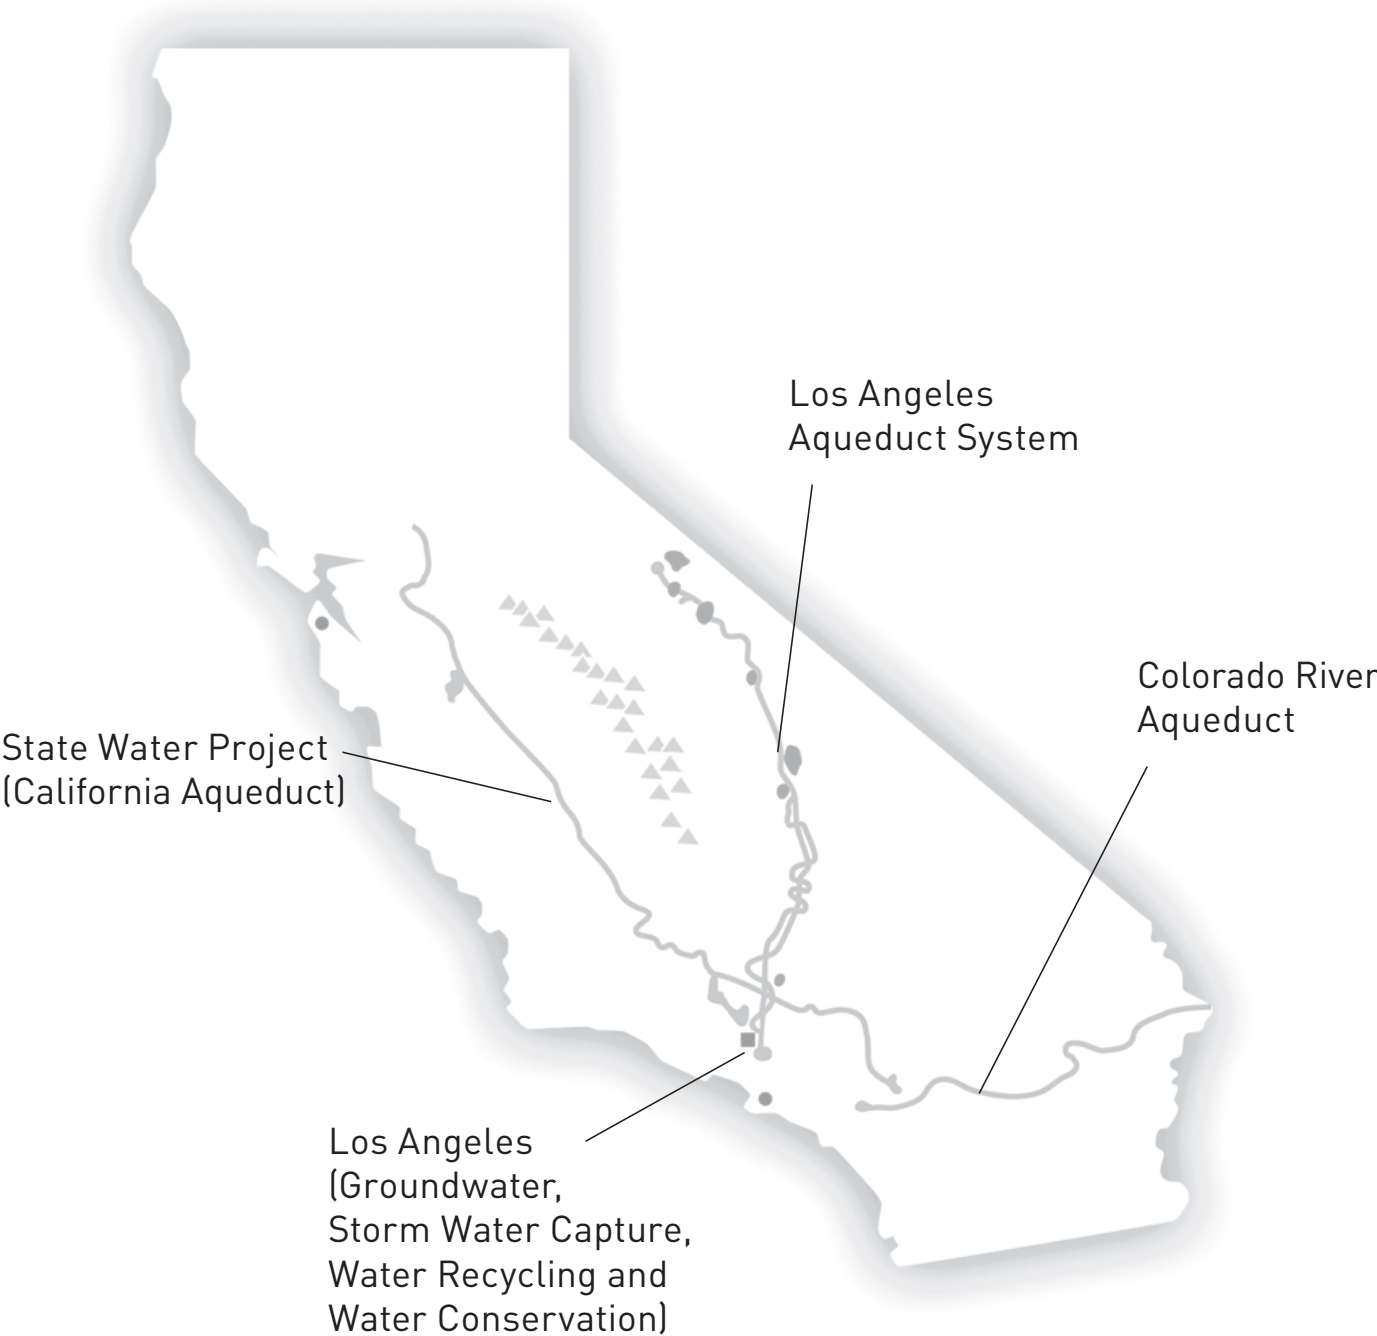 Los Angeles
Aqueduct System
Colorado River
Aqueduct
State Water Project
(California Aqueduct)
Los Angeles
(Groundwater,
Storm Water Capture,
Water Recycling and
Water Conservation)